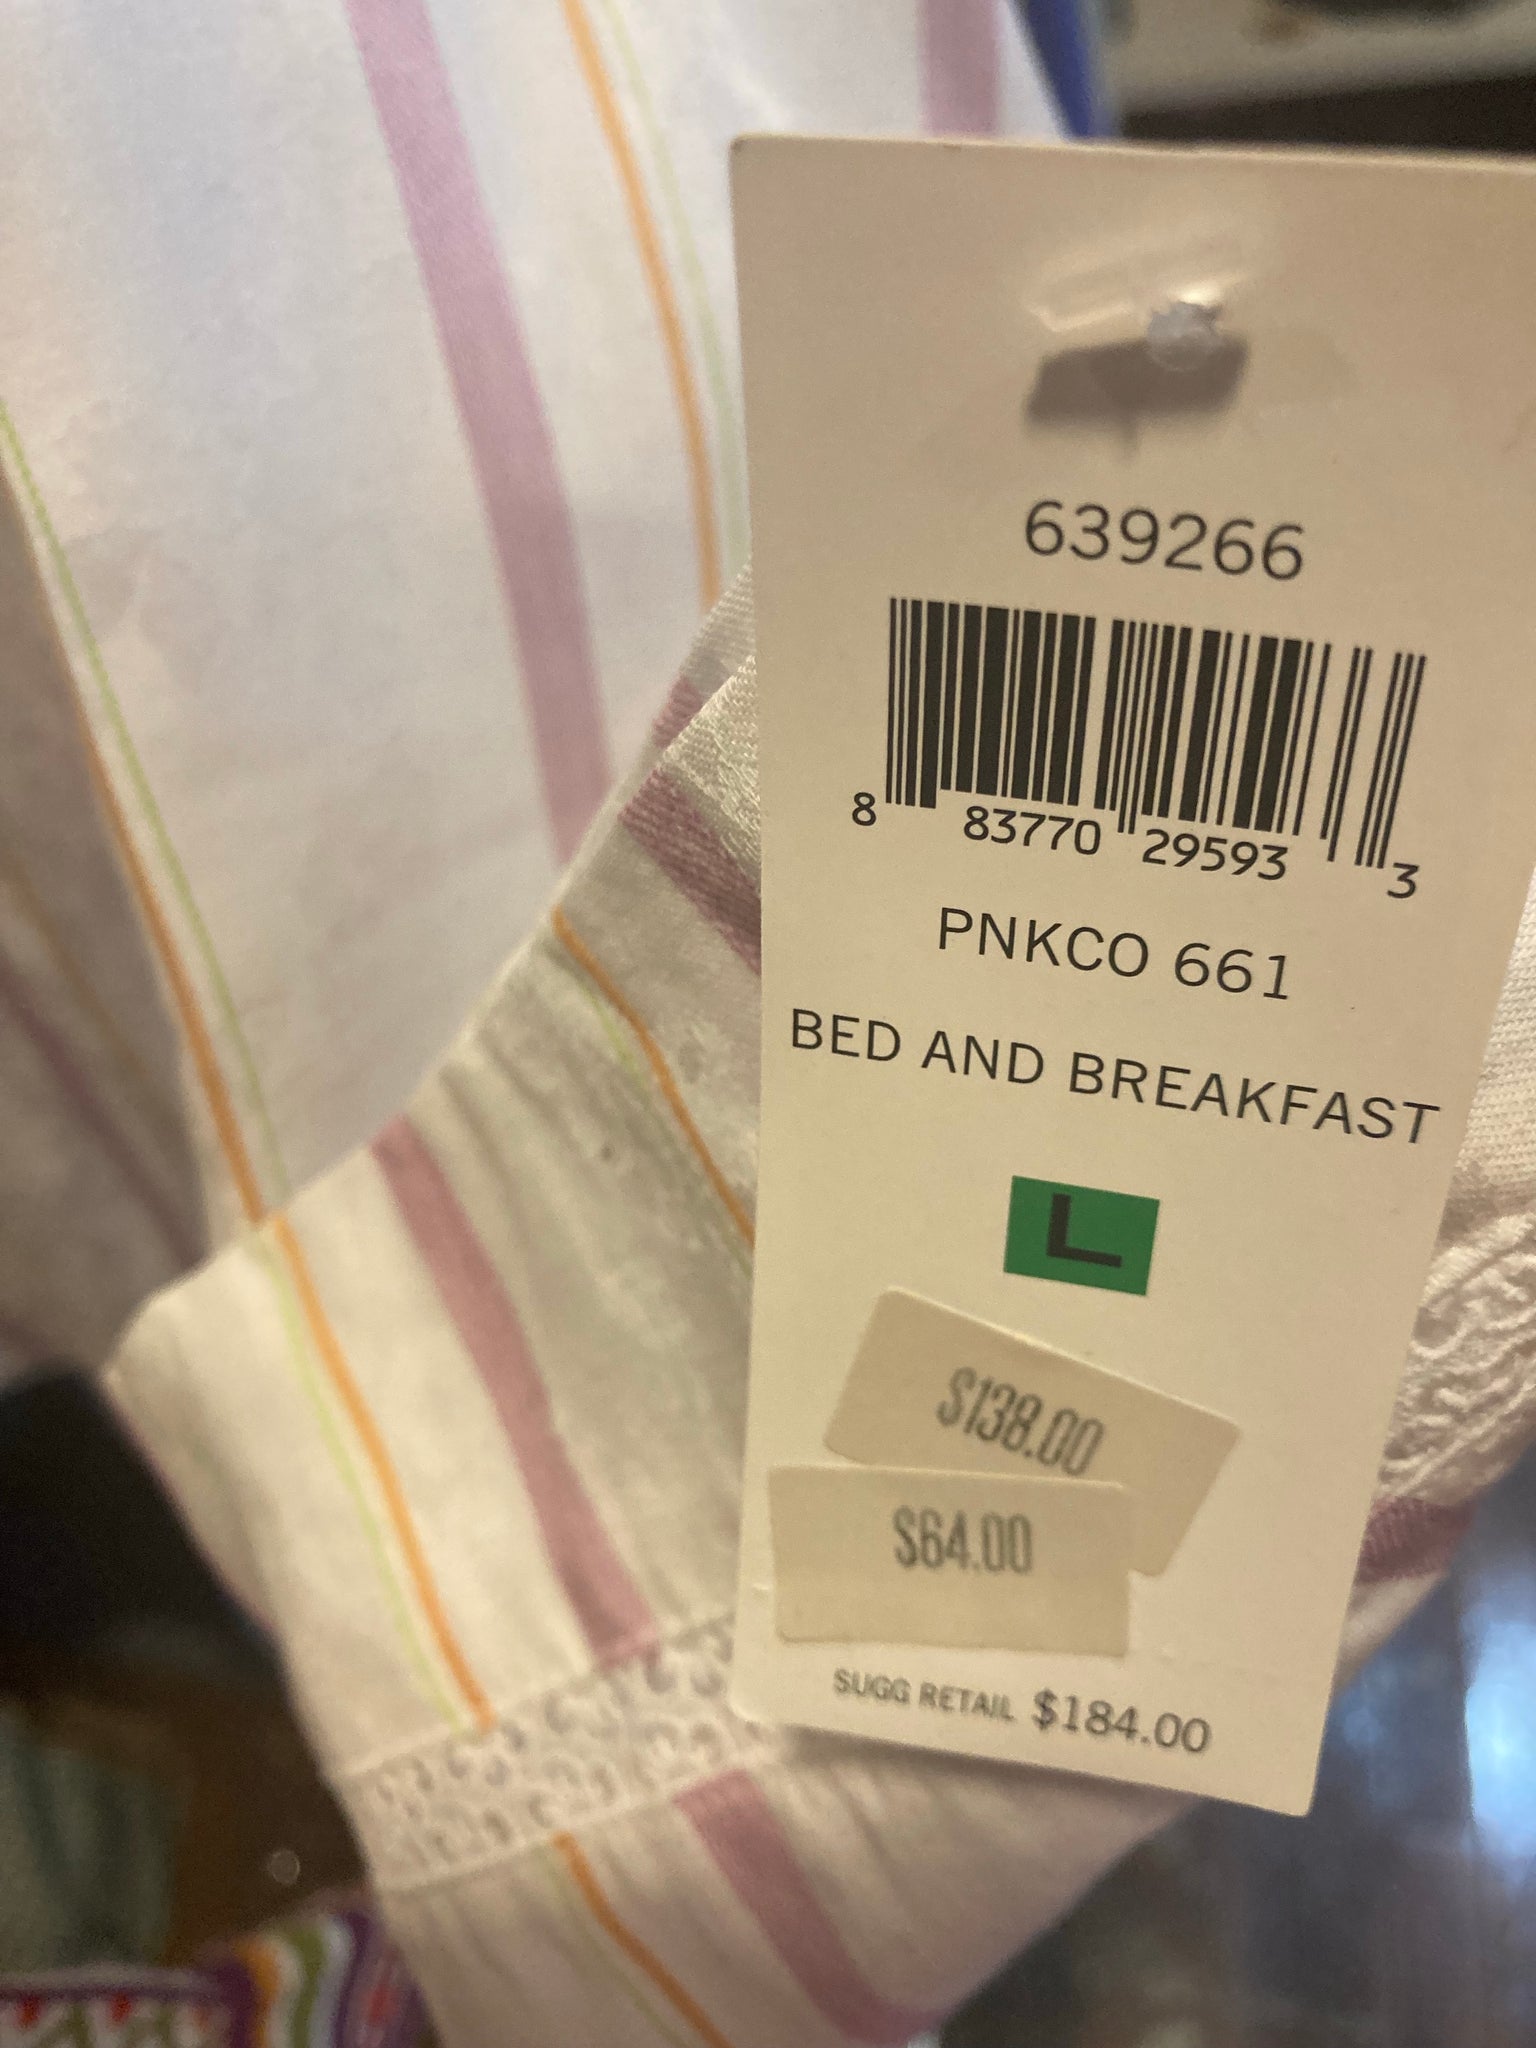 639266
8 83770 29593 3
PNKCO 661
BED AND BREAKFAST
L
$138.00
$64.00
SUGG RETAIL $184.00